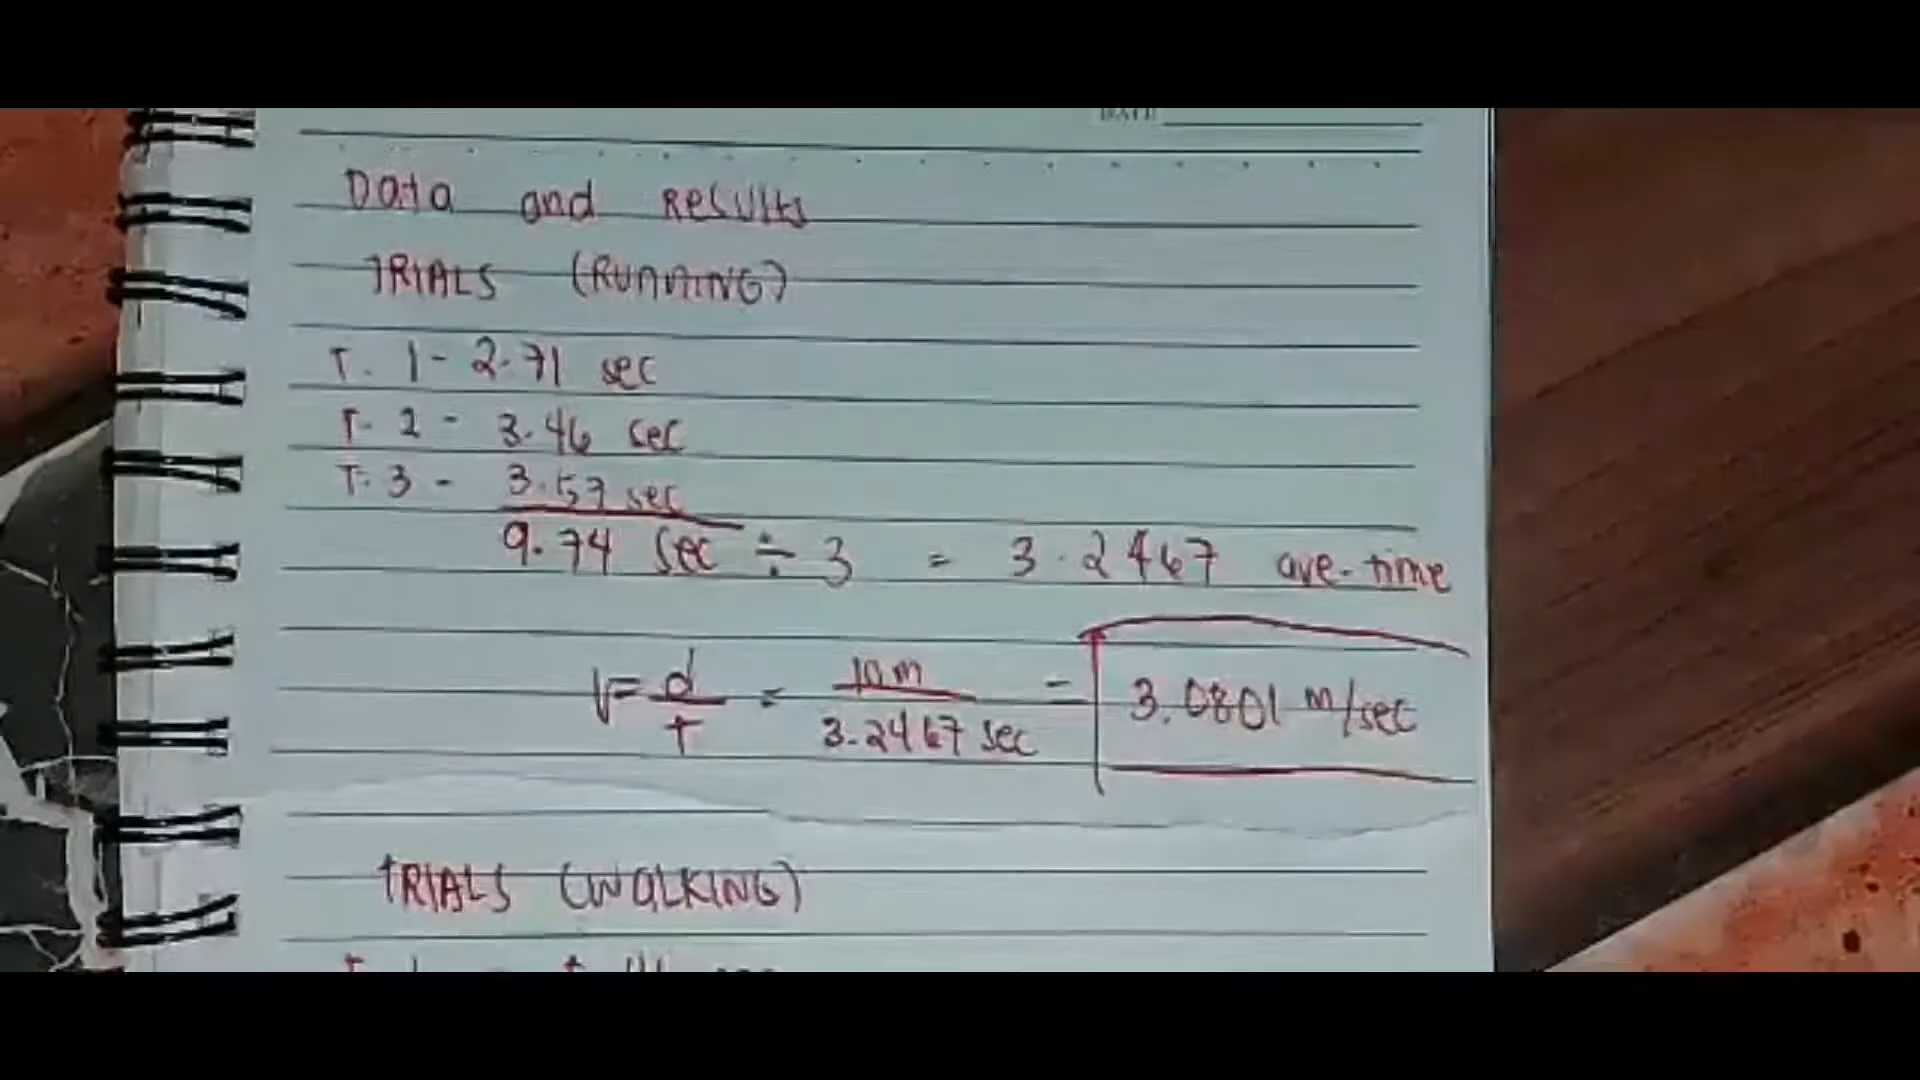 DATE
Data and Results
TRIALS (RUNNING)
T. 1 - 2.71 sec
T. 2 - 3.46 sec
T. 3 - 3.57 sec
9.74 sec ÷ 3 = 3.2467 ave. time
V = d/t = 10m/3.2467 sec = 3.0801 m/sec
TRIALS (WALKING)